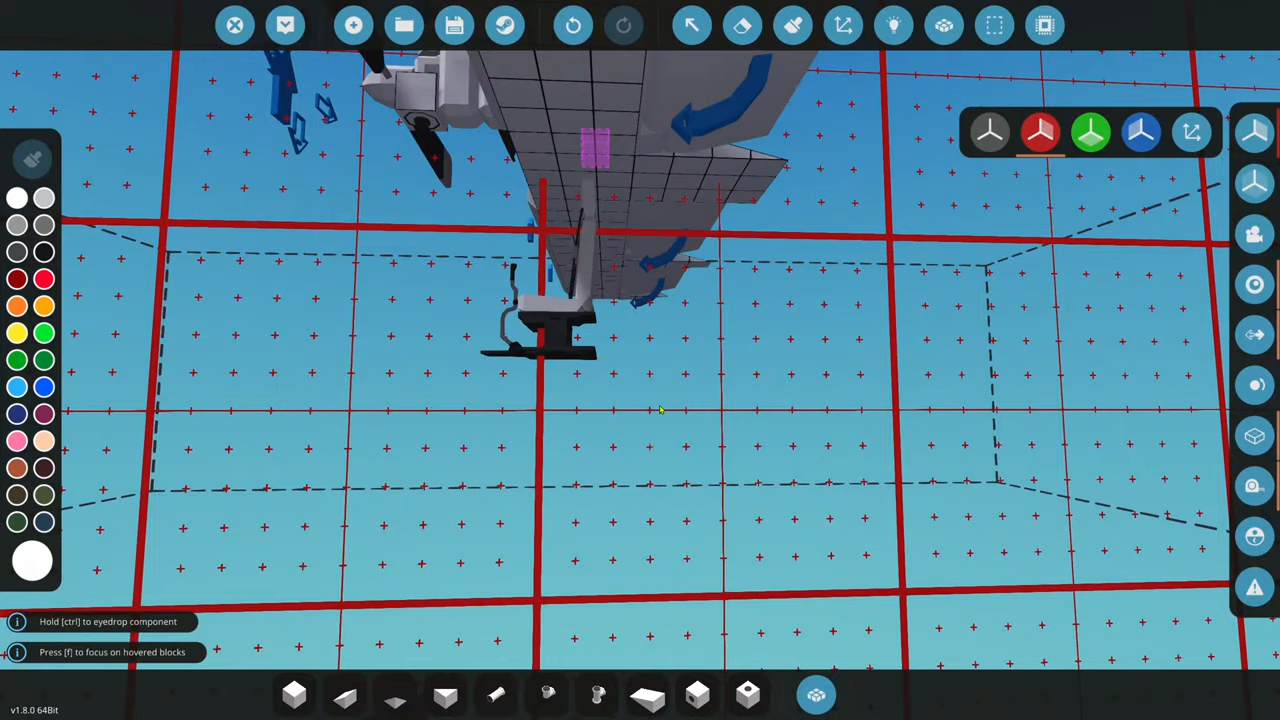 Hold [ctrl] to eyedrop component
Press [f] to focus on hovered blocks
v1.8.0 64Bit